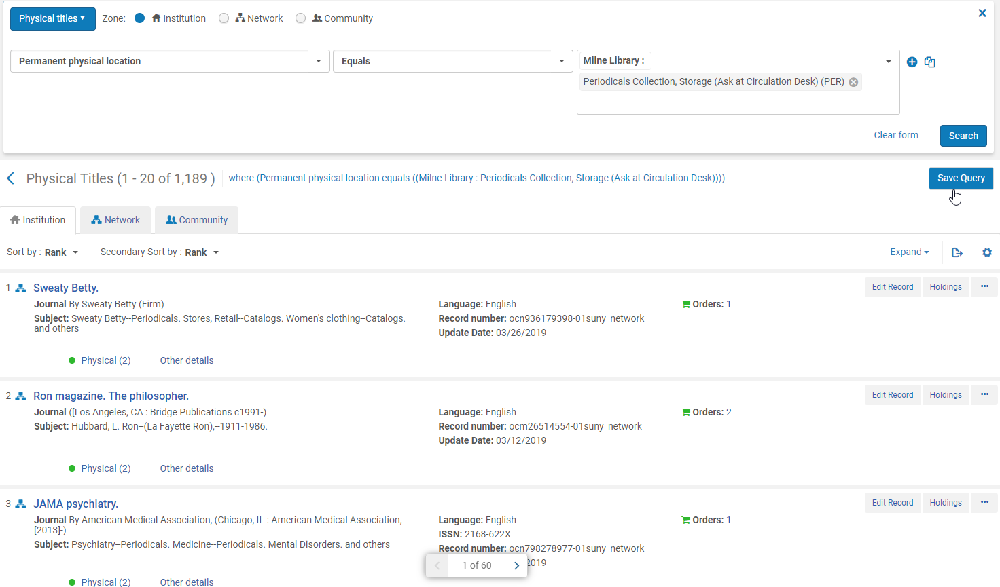 Physical titles Zone: Institution Network Community
Permanent physical location Equals Milne Library :
Periodicals Collection, Storage (Ask at Circulation Desk) (PER)
Clear form Search
Physical Titles (1 - 20 of 1,189 ) where (Permanent physical location equals ((Milne Library : Periodicals Collection, Storage (Ask at Circulation Desk)))) Save Query
Institution Network Community
Sort by : Rank Secondary Sort by : Rank Expand
1 Sweaty Betty. Edit Record Holdings
Journal By Sweaty Betty (Firm) Language: English Orders: 1
Subject: Sweaty Betty--Periodicals. Stores, Retail--Catalogs. Women's clothing--Catalogs. Record number: ocn936179398-01suny_network
and others Update Date: 03/26/2019
Physical (2) Other details
2 Ron magazine. The philosopher. Edit Record Holdings
Journal ([Los Angeles, CA : Bridge Publications c1991-) Language: English Orders: 2
Subject: Hubbard, L. Ron--(La Fayette Ron),--1911-1986. Record number: ocm26514554-01suny_network
Update Date: 03/12/2019
Physical (2) Other details
3 JAMA psychiatry. Edit Record Holdings
Journal By American Medical Association, (Chicago, IL : American Medical Association, Language: English Orders: 1
[2013]-) ISSN: 2168-622X
Subject: Psychiatry--Periodicals. Medicine--Periodicals. Mental Disorders. and others Record number: ocn798278977-01suny_network
1 of 60 2019
Physical (2) Other details